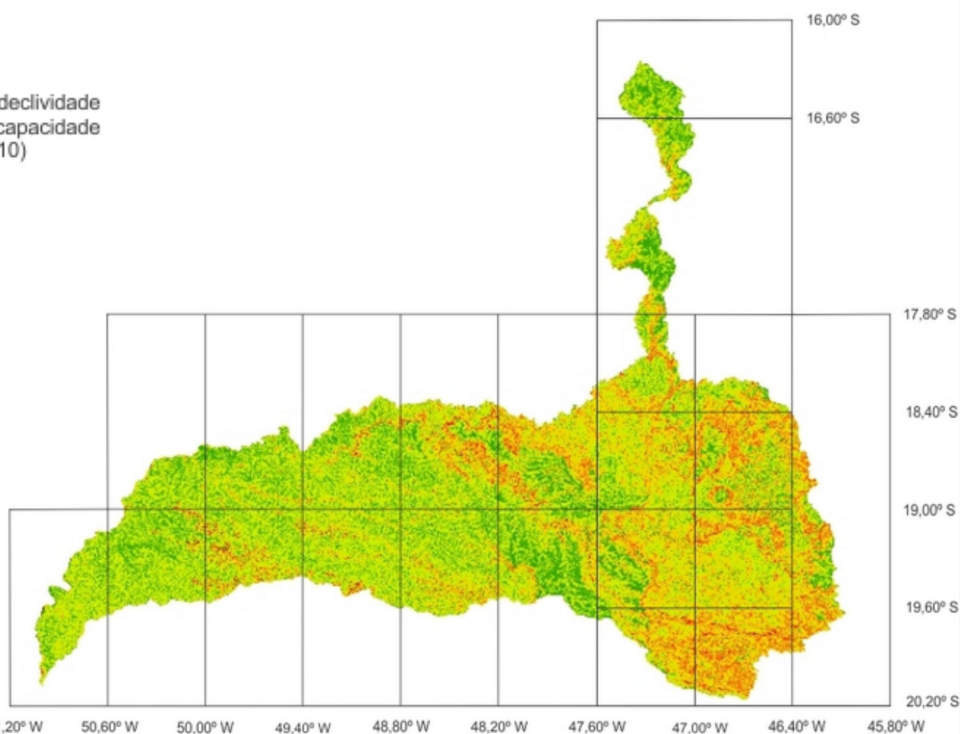 16,00º S
declividade
16,60º S
capacidade
10)
17,80º S
18,40º S
19,00º S
19,60º S
20,20º S
,20º W 50,60º W 50.00º W 49,40º W 48,80º W 48,20º W 47,60º W 47,00º W 46,40º W 45,80º W